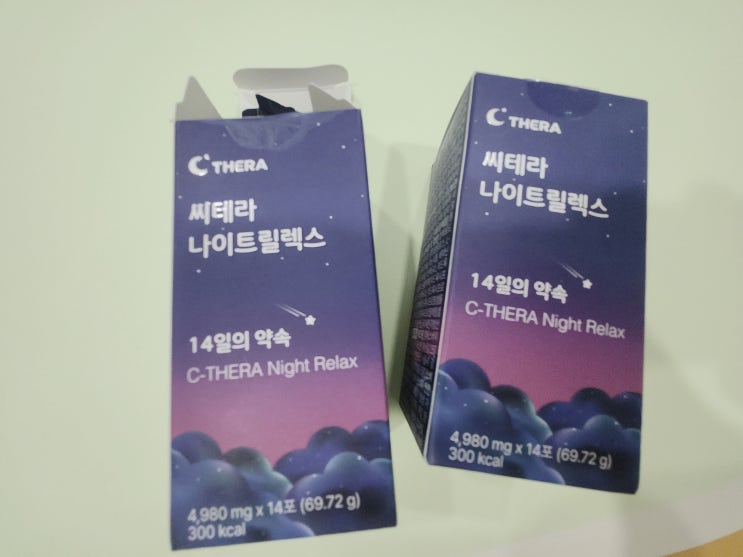 THERA
씨테라
나이트릴렉스
14일의 약속
C-THERA Night Relax
4,980 mg x 14포 (69.72 g)
300 kcal
THERA
씨테라
나이트릴렉스
14일의 약속
C-THERA Night Relax
4,980 mg x 14포 (69.72 g)
300 kcal